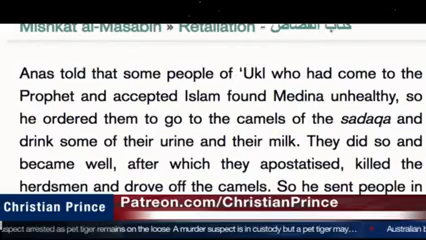 Mishkat al-Masabih » Retaliation - كتاب القصاص
Anas told that some people of ‘Ukl who had come to the
Prophet and accepted Islam found Medina unhealthy, so
he ordered them to go to the camels of the sadaqa and
drink some of their urine and their milk. They did so and
became well, after which they apostatised, killed the
herdsmen and drove off the camels. So he sent people in
Christian Prince
Patreon.com/ChristianPrince
spect arrested as pet tiger remains on the loose A murder suspect is in custody but a pet tiger may…
Australian b